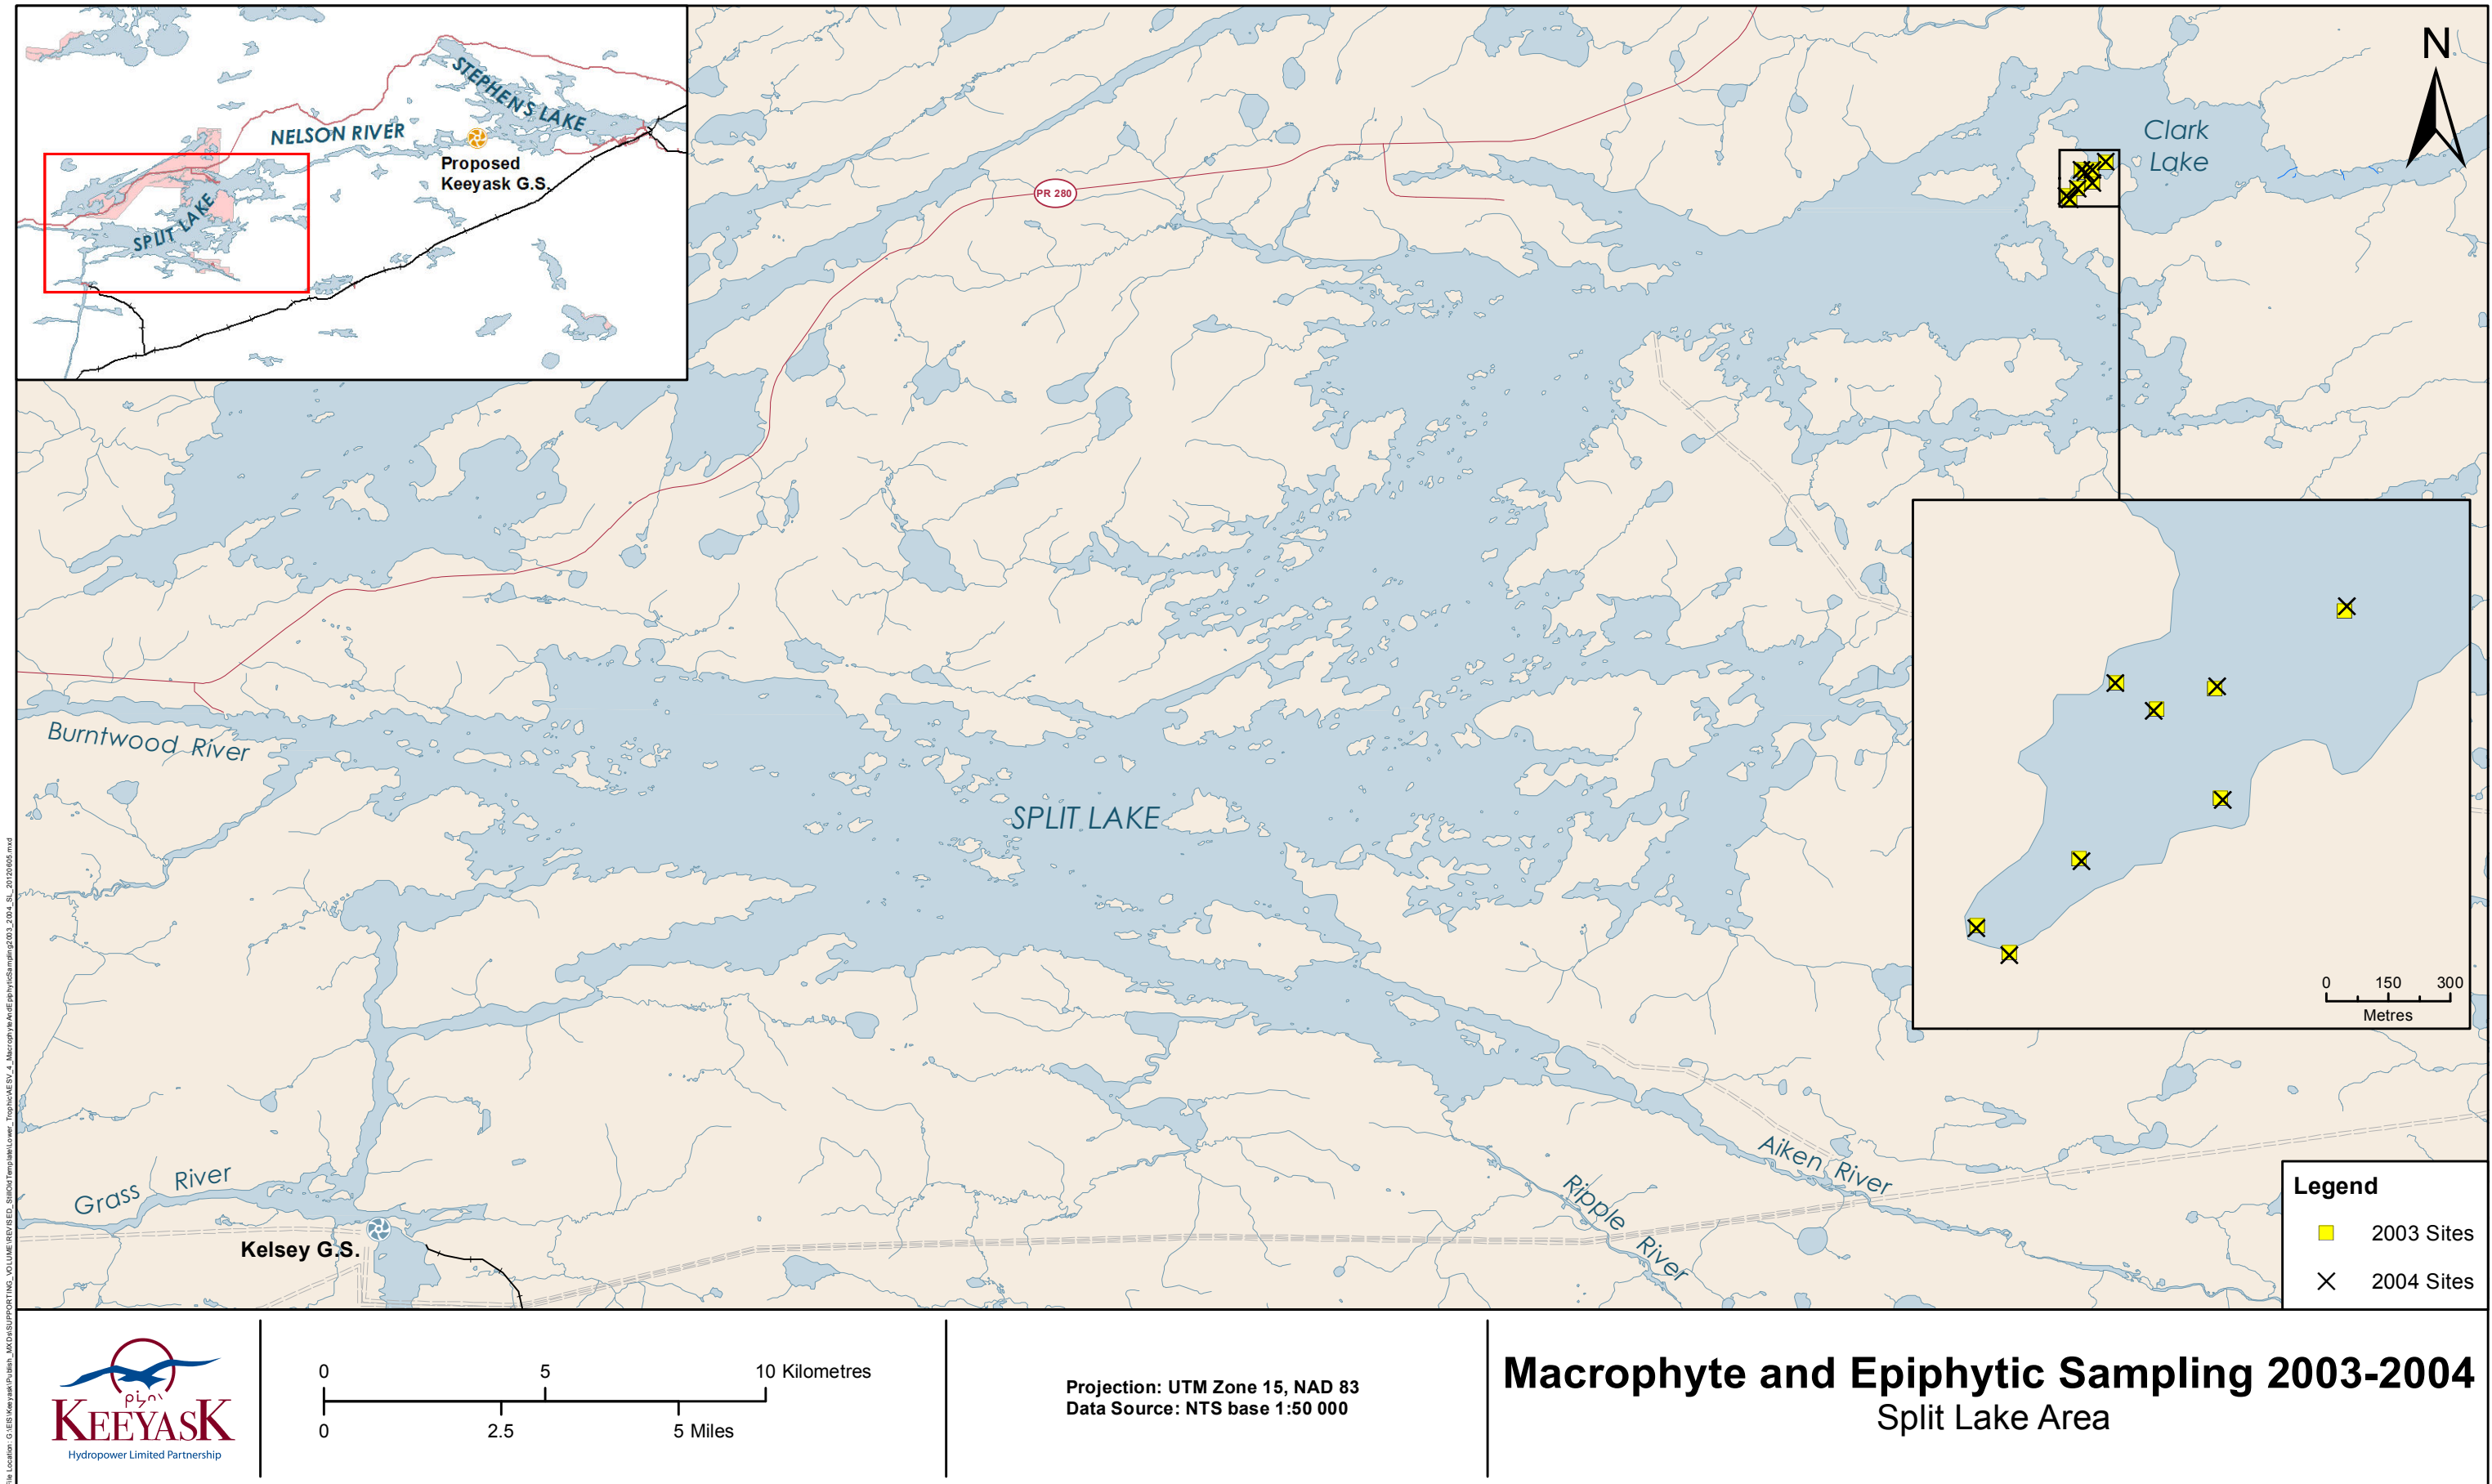 STEPHENS LAKE
NELSON RIVER
Proposed
Keeyask G.S.
SPLIT LAKE
N
Clark
Lake
PR 280
Burntwood River
SPLIT LAKE
0 150 300
Metres
Grass River
Kelsey G.S.
Aiken River
Ripple River
Legend
2003 Sites
2004 Sites
KEEYASK
Hydropower Limited Partnership
0 5 10 Kilometres
0 2.5 5 Miles
Projection: UTM Zone 15, NAD 83
Data Source: NTS base 1:50 000
Macrophyte and Epiphytic Sampling 2003-2004
Split Lake Area